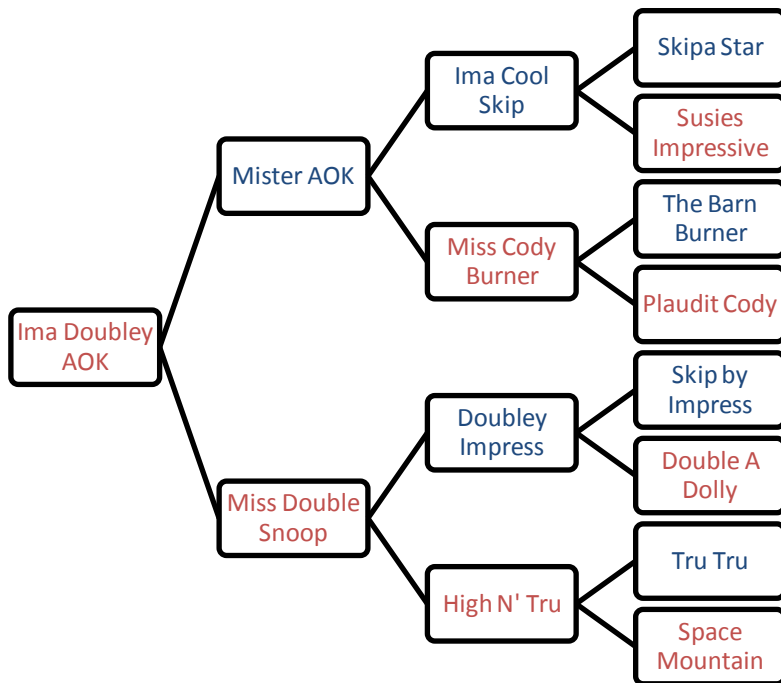 Skipa Star
Ima Cool
Skip
Susies
Impressive
Mister AOK
The Barn
Burner
Miss Cody
Burner
Plaudit Cody
Ima Doubley
AOK
Skip by
Impress
Doubley
Impress
Double A
Dolly
Miss Double
Snoop
Tru Tru
High N' Tru
Space
Mountain